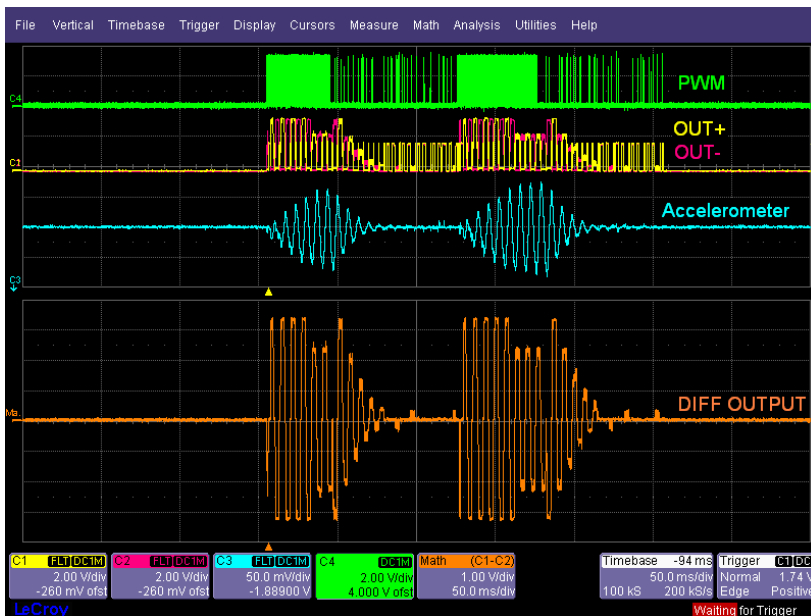 File Vertical Timebase Trigger Display Cursors Measure Math Analysis Utilities Help
C4
PWM
OUT+
C1
OUT-
Accelerometer
C3
Ma.
DIFF OUTPUT
C1 FLT DC1M C2 FLT DC1M C3 FLT DC1M C4 DC1M Math (C1-C2) Timebase -94 ms Trigger C1 DC
2.00 V/div 2.00 V/div 50.0 mV/div 2.00 V/div 1.00 V/div 50.0 ms/div Normal 1.74 V
-260 mV ofst -260 mV ofst -1.88900 V 4.000 V ofst 50.0 ms/div 100 kS 200 kS/s Edge Positive
LeCroy Waiting for Trigger